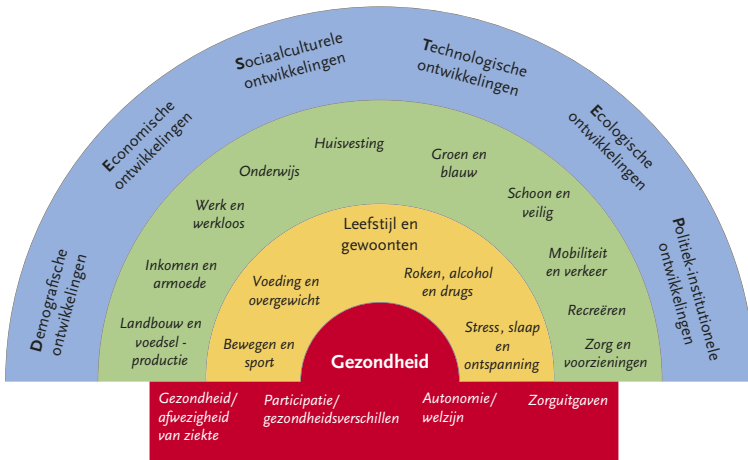 Demografische
ontwikkelingen
Economische
ontwikkelingen
Sociaalculturele
ontwikkelingen
Technologische
ontwikkelingen
Ecologische
ontwikkelingen
Politiek-institutionele
ontwikkelingen
Landbouw en
voedsel -
productie
Inkomen en
armoede
Werk en
werkloos
Onderwijs
Huisvesting
Groen en
blauw
Schoon en
veilig
Mobiliteit
en verkeer
Recreëren
Zorg en
voorzieningen
Leefstijl en
gewoonten
Bewegen en
sport
Voeding en
overgewicht
Roken, alcohol
en drugs
Stress, slaap
en
ontspanning
Gezondheid
Gezondheid/
afwezigheid
van ziekte
Participatie/
gezondheidsverschillen
Autonomie/
welzijn
Zorguitgaven